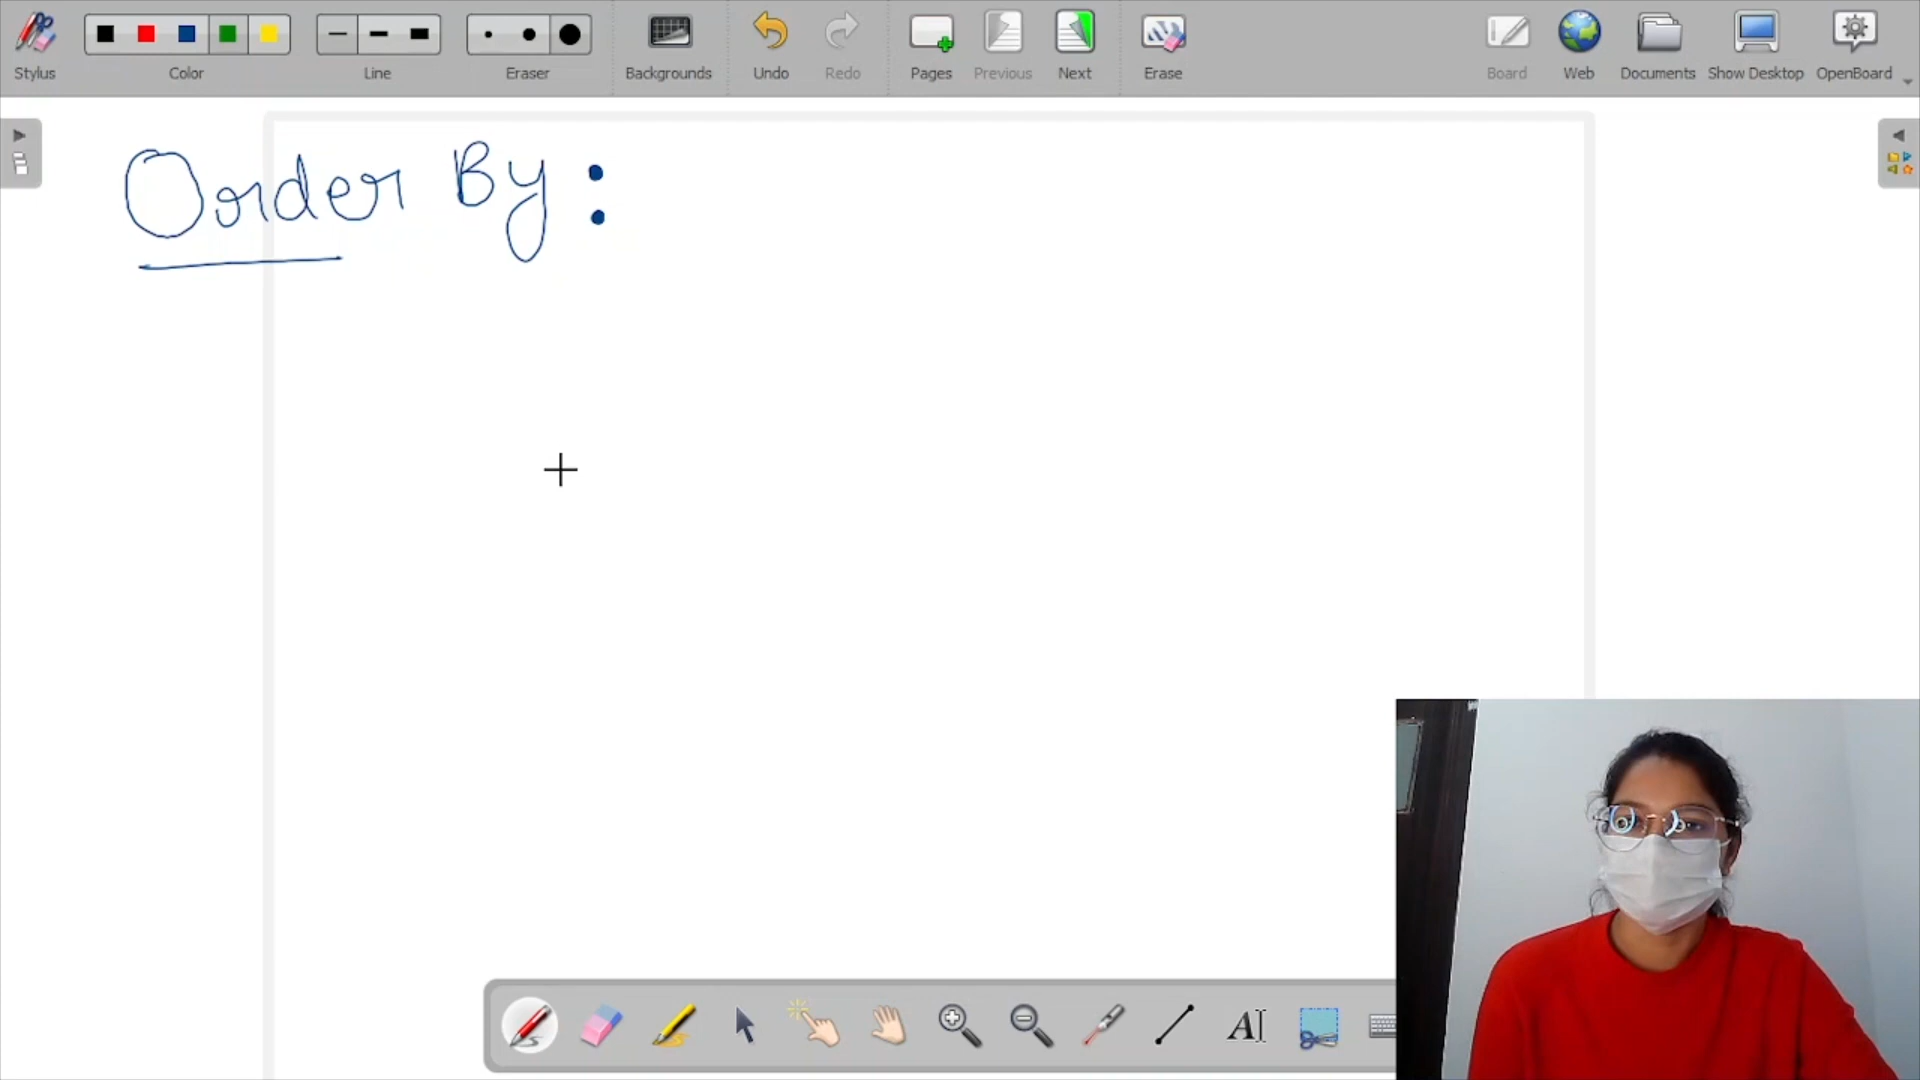 Stylus
Color
Line
Eraser
Backgrounds
Undo
Redo
Pages
Previous
Next
Erase
Board
Web
Documents
Show Desktop
OpenBoard
Order By :